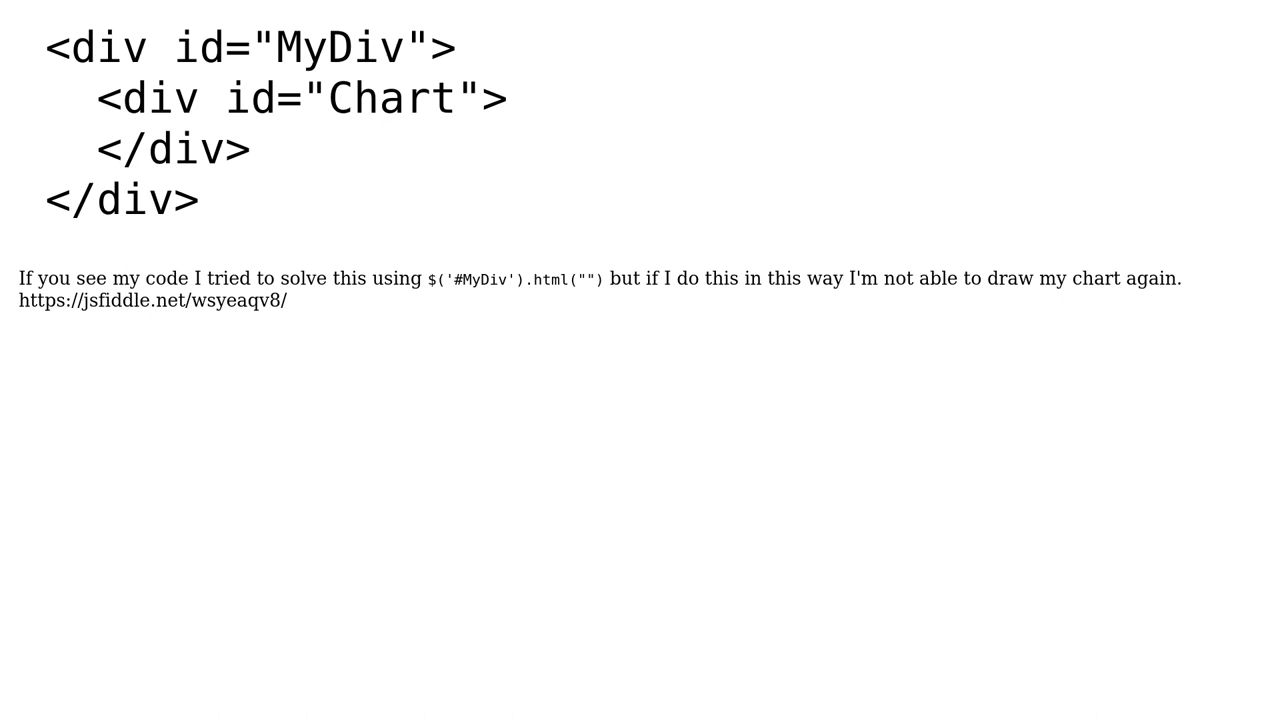 <div id="MyDiv">
  <div id="Chart">
  </div>
</div>
If you see my code I tried to solve this using $('#MyDiv').html("") but if I do this in this way I'm not able to draw my chart again.
https://jsfiddle.net/wsyeaqv8/